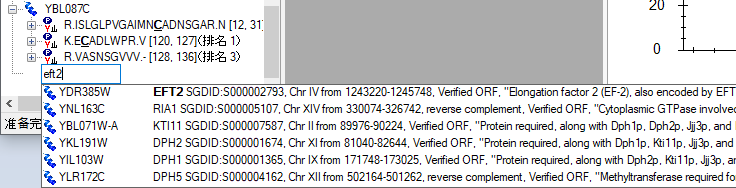 YBL087C
R.ISLGLPVGAIMNCADNSGAR.N [12, 31]
K.ECADLWPR.V [120, 127](排名 1)
R.VASNSGVVV.- [128, 136](排名 3)
eft2
YDR385W EFT2 SGDID:S000002793, Chr IV from 1243220-1245748, Verified ORF, "Elongation factor 2 (EF-2), also encoded by EFT
YNL163C RIA1 SGDID:S000005107, Chr XIV from 330074-326742, reverse complement, Verified ORF, "Cytoplasmic GTPase involved
YBL071W-A KTI11 SGDID:S000007587, Chr II from 89976-90224, Verified ORF, "Protein required, along with Dph1p, Dph2p, Jjj3p, and
YKL191W DPH2 SGDID:S000001674, Chr XI from 81040-82644, Verified ORF, "Protein required, along with Dph1p, Kti11p, Jjj3p, and
YIL103W DPH1 SGDID:S000001365, Chr IX from 171748-173025, Verified ORF, "Protein required, along with Dph2p, Kti11p, Jjj3p, and
YLR172C DPH5 SGDID:S000004162, Chr XII from 502164-501262, reverse complement, Verified ORF, "Methyltransferase required fo
准备完
20
0